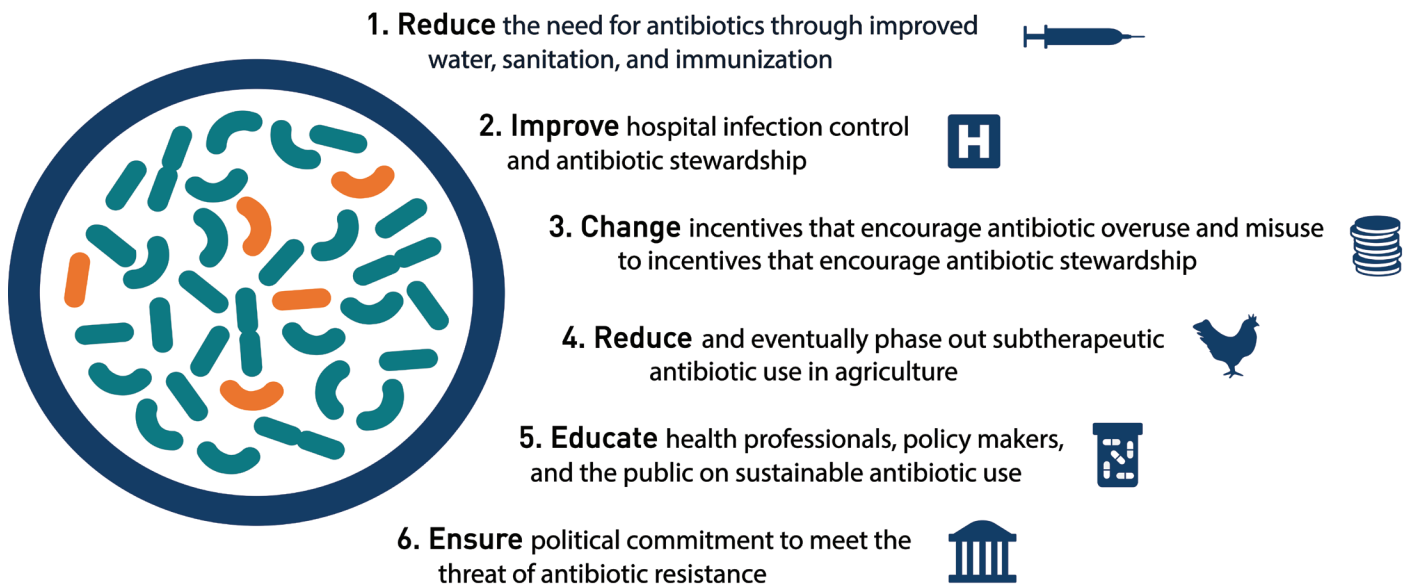 1. Reduce the need for antibiotics through improved
water, sanitation, and immunization
2. Improve hospital infection control
and antibiotic stewardship
H
3. Change incentives that encourage antibiotic overuse and misuse
to incentives that encourage antibiotic stewardship
4. Reduce and eventually phase out subtherapeutic
antibiotic use in agriculture
5. Educate health professionals, policy makers,
and the public on sustainable antibiotic use
6. Ensure political commitment to meet the
threat of antibiotic resistance